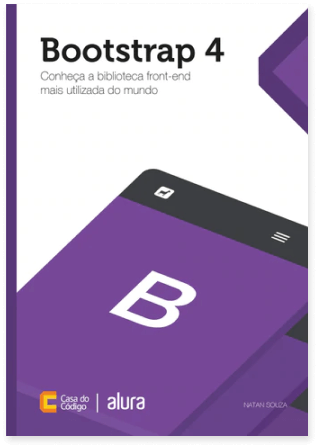 Bootstrap 4
Conheça a biblioteca front-end
mais utilizada do mundo
B
Casa do
Código
alura
NATAN SOUZA